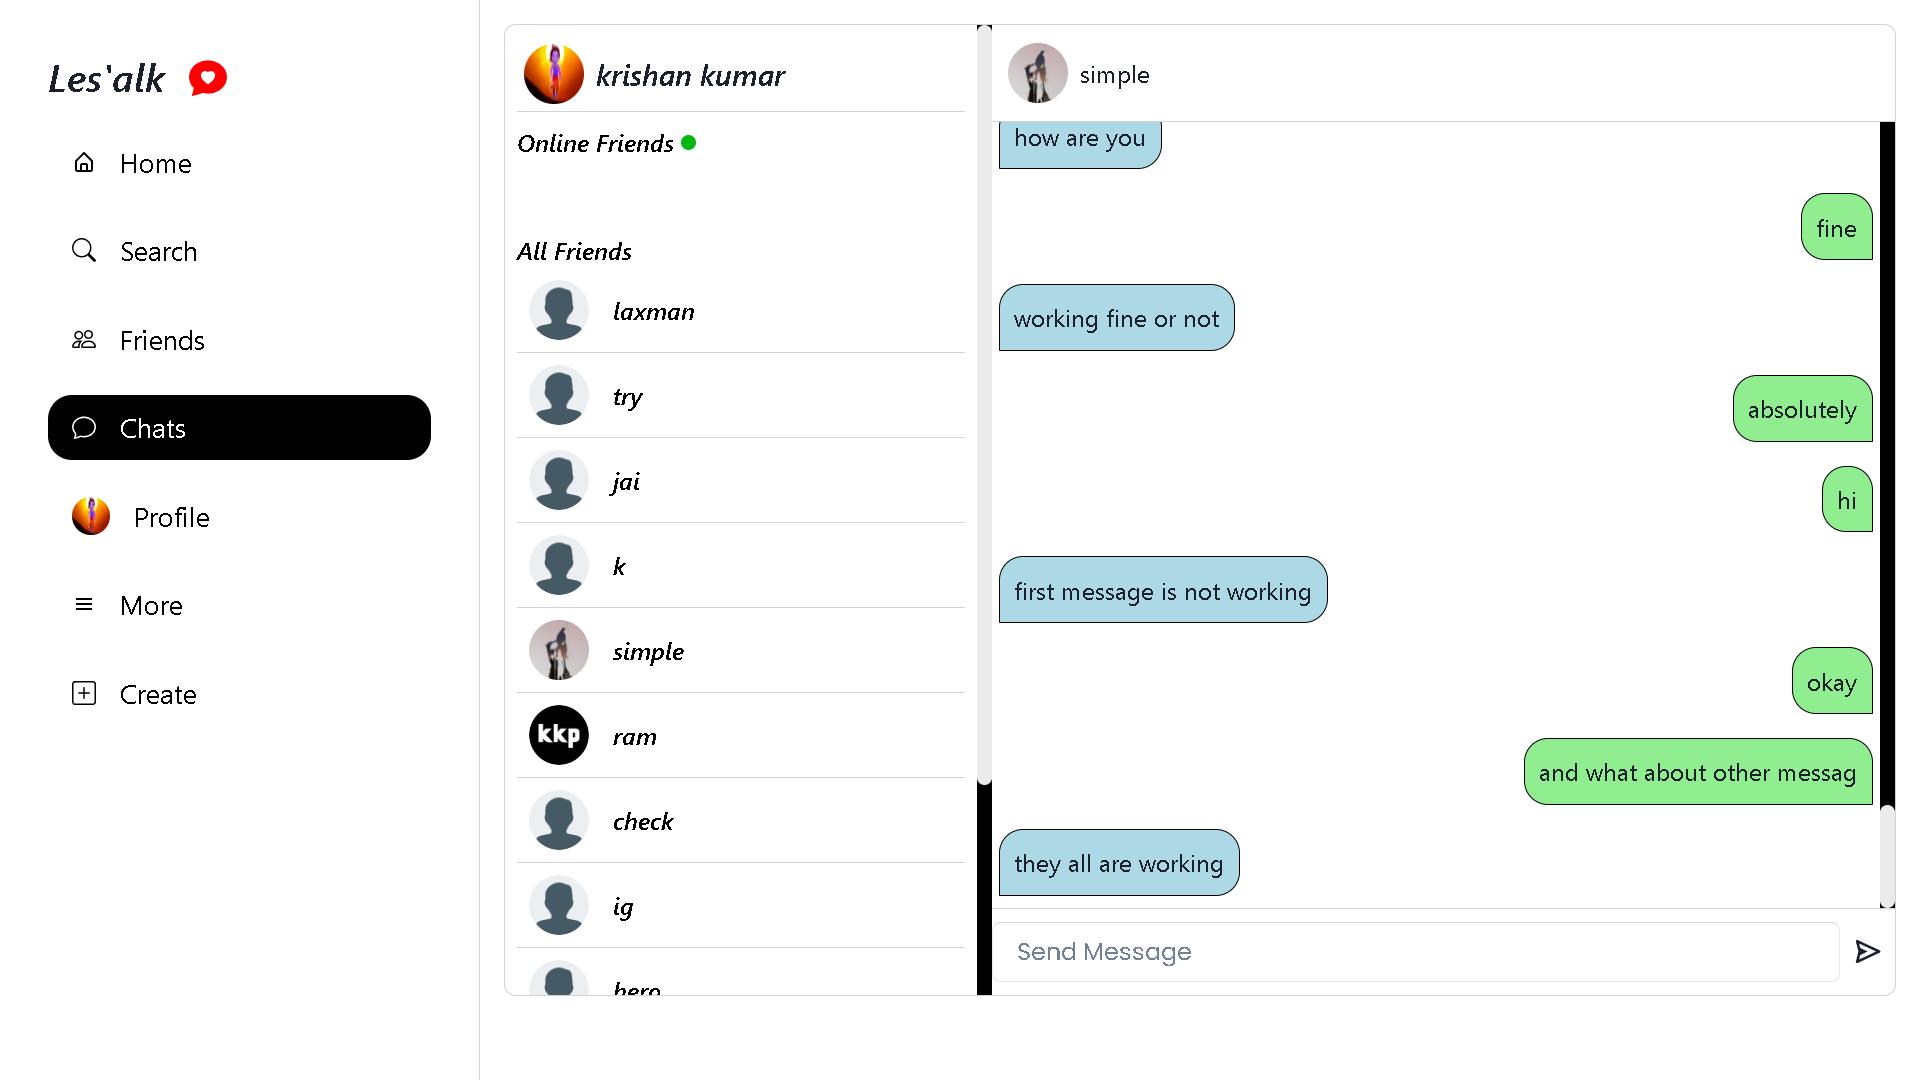 Les'alk
Home
Search
Friends
Chats
Profile
More
Create
krishan kumar
Online Friends
All Friends
laxman
try
jai
k
simple
kkp
ram
check
ig
hero
simple
how are you
fine
working fine or not
absolutely
hi
first message is not working
okay
and what about other messag
they all are working
Send Message